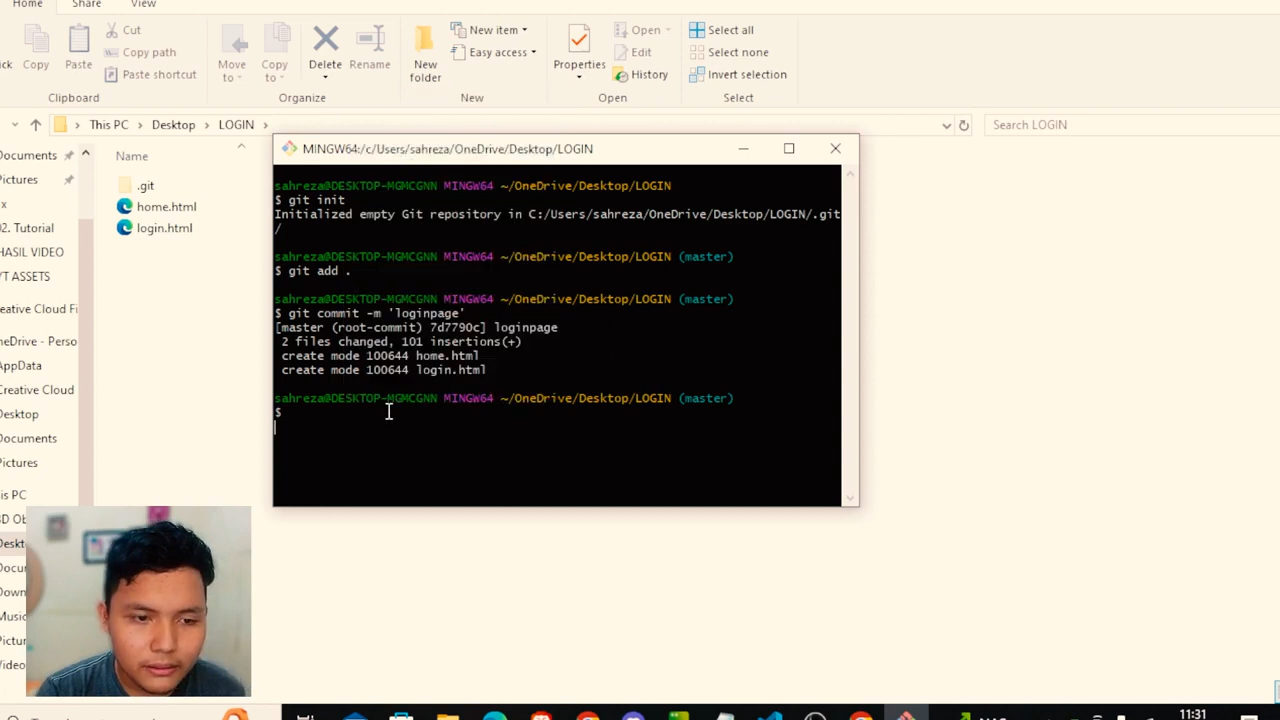 Home Share View
Cut
Copy path
Paste shortcut
Copy Paste
Move to Copy to Delete Rename
New folder
New item
Easy access
Properties
Open
Edit
History
Select all
Select none
Invert selection
Clipboard Organize New Open Select
This PC > Desktop > LOGIN >
Search LOGIN
Documents
Pictures
02. Tutorial
HASIL VIDEO
Creative Cloud Fi
OneDrive - Perso
AppData
Creative Cloud
Desktop
Documents
Pictures
Name
.git
home.html
login.html
MINGW64:/c/Users/sahreza/OneDrive/Desktop/LOGIN
sahreza@DESKTOP-MGMCGNN MINGW64 ~/OneDrive/Desktop/LOGIN
$ git init
Initialized empty Git repository in C:/Users/sahreza/OneDrive/Desktop/LOGIN/.git
/
sahreza@DESKTOP-MGMCGNN MINGW64 ~/OneDrive/Desktop/LOGIN (master)
$ git add .
sahreza@DESKTOP-MGMCGNN MINGW64 ~/OneDrive/Desktop/LOGIN (master)
$ git commit -m 'loginpage'
[master (root-commit) 7d7790c] loginpage
2 files changed, 101 insertions(+)
create mode 100644 home.html
create mode 100644 login.html
sahreza@DESKTOP-MGMCGNN MINGW64 ~/OneDrive/Desktop/LOGIN (master)
$
11:31